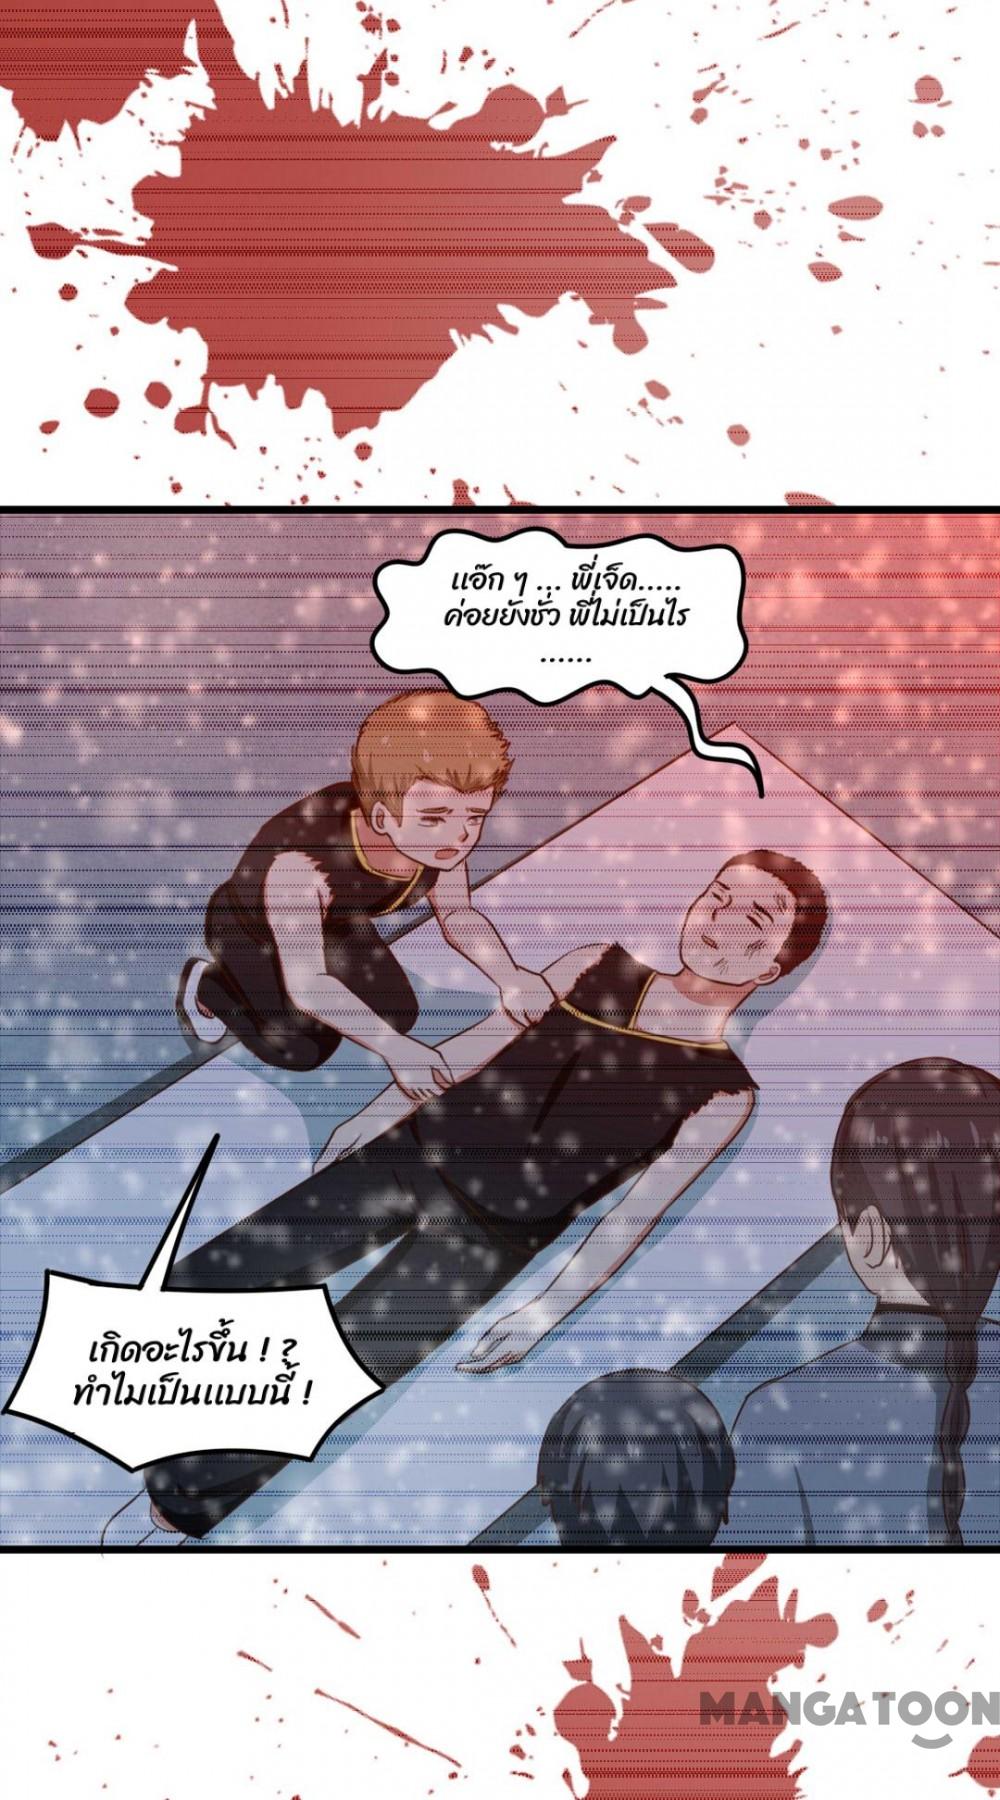 แอ๊ก ๆ ... พี่เจ็ด.....
ค่อยยังชั่ว พี่ไม่เป็นไร
......
เกิดอะไรขึ้น ! ?
ทำไมเป็นแบบนี้ !
MANGATOON